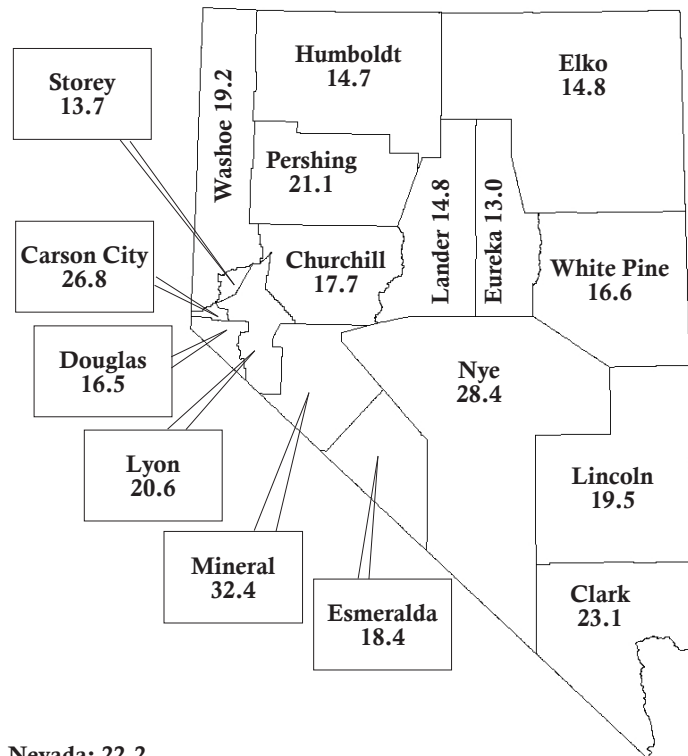 Humboldt
14.7
Elko
14.8
Storey
13.7
Washoe 19.2
Pershing
21.1
Lander 14.8
Eureka 13.0
Carson City
26.8
Churchill
17.7
White Pine
16.6
Douglas
16.5
Nye
28.4
Lyon
20.6
Lincoln
19.5
Mineral
32.4
Esmeralda
18.4
Clark
23.1
Nevada: 22.2